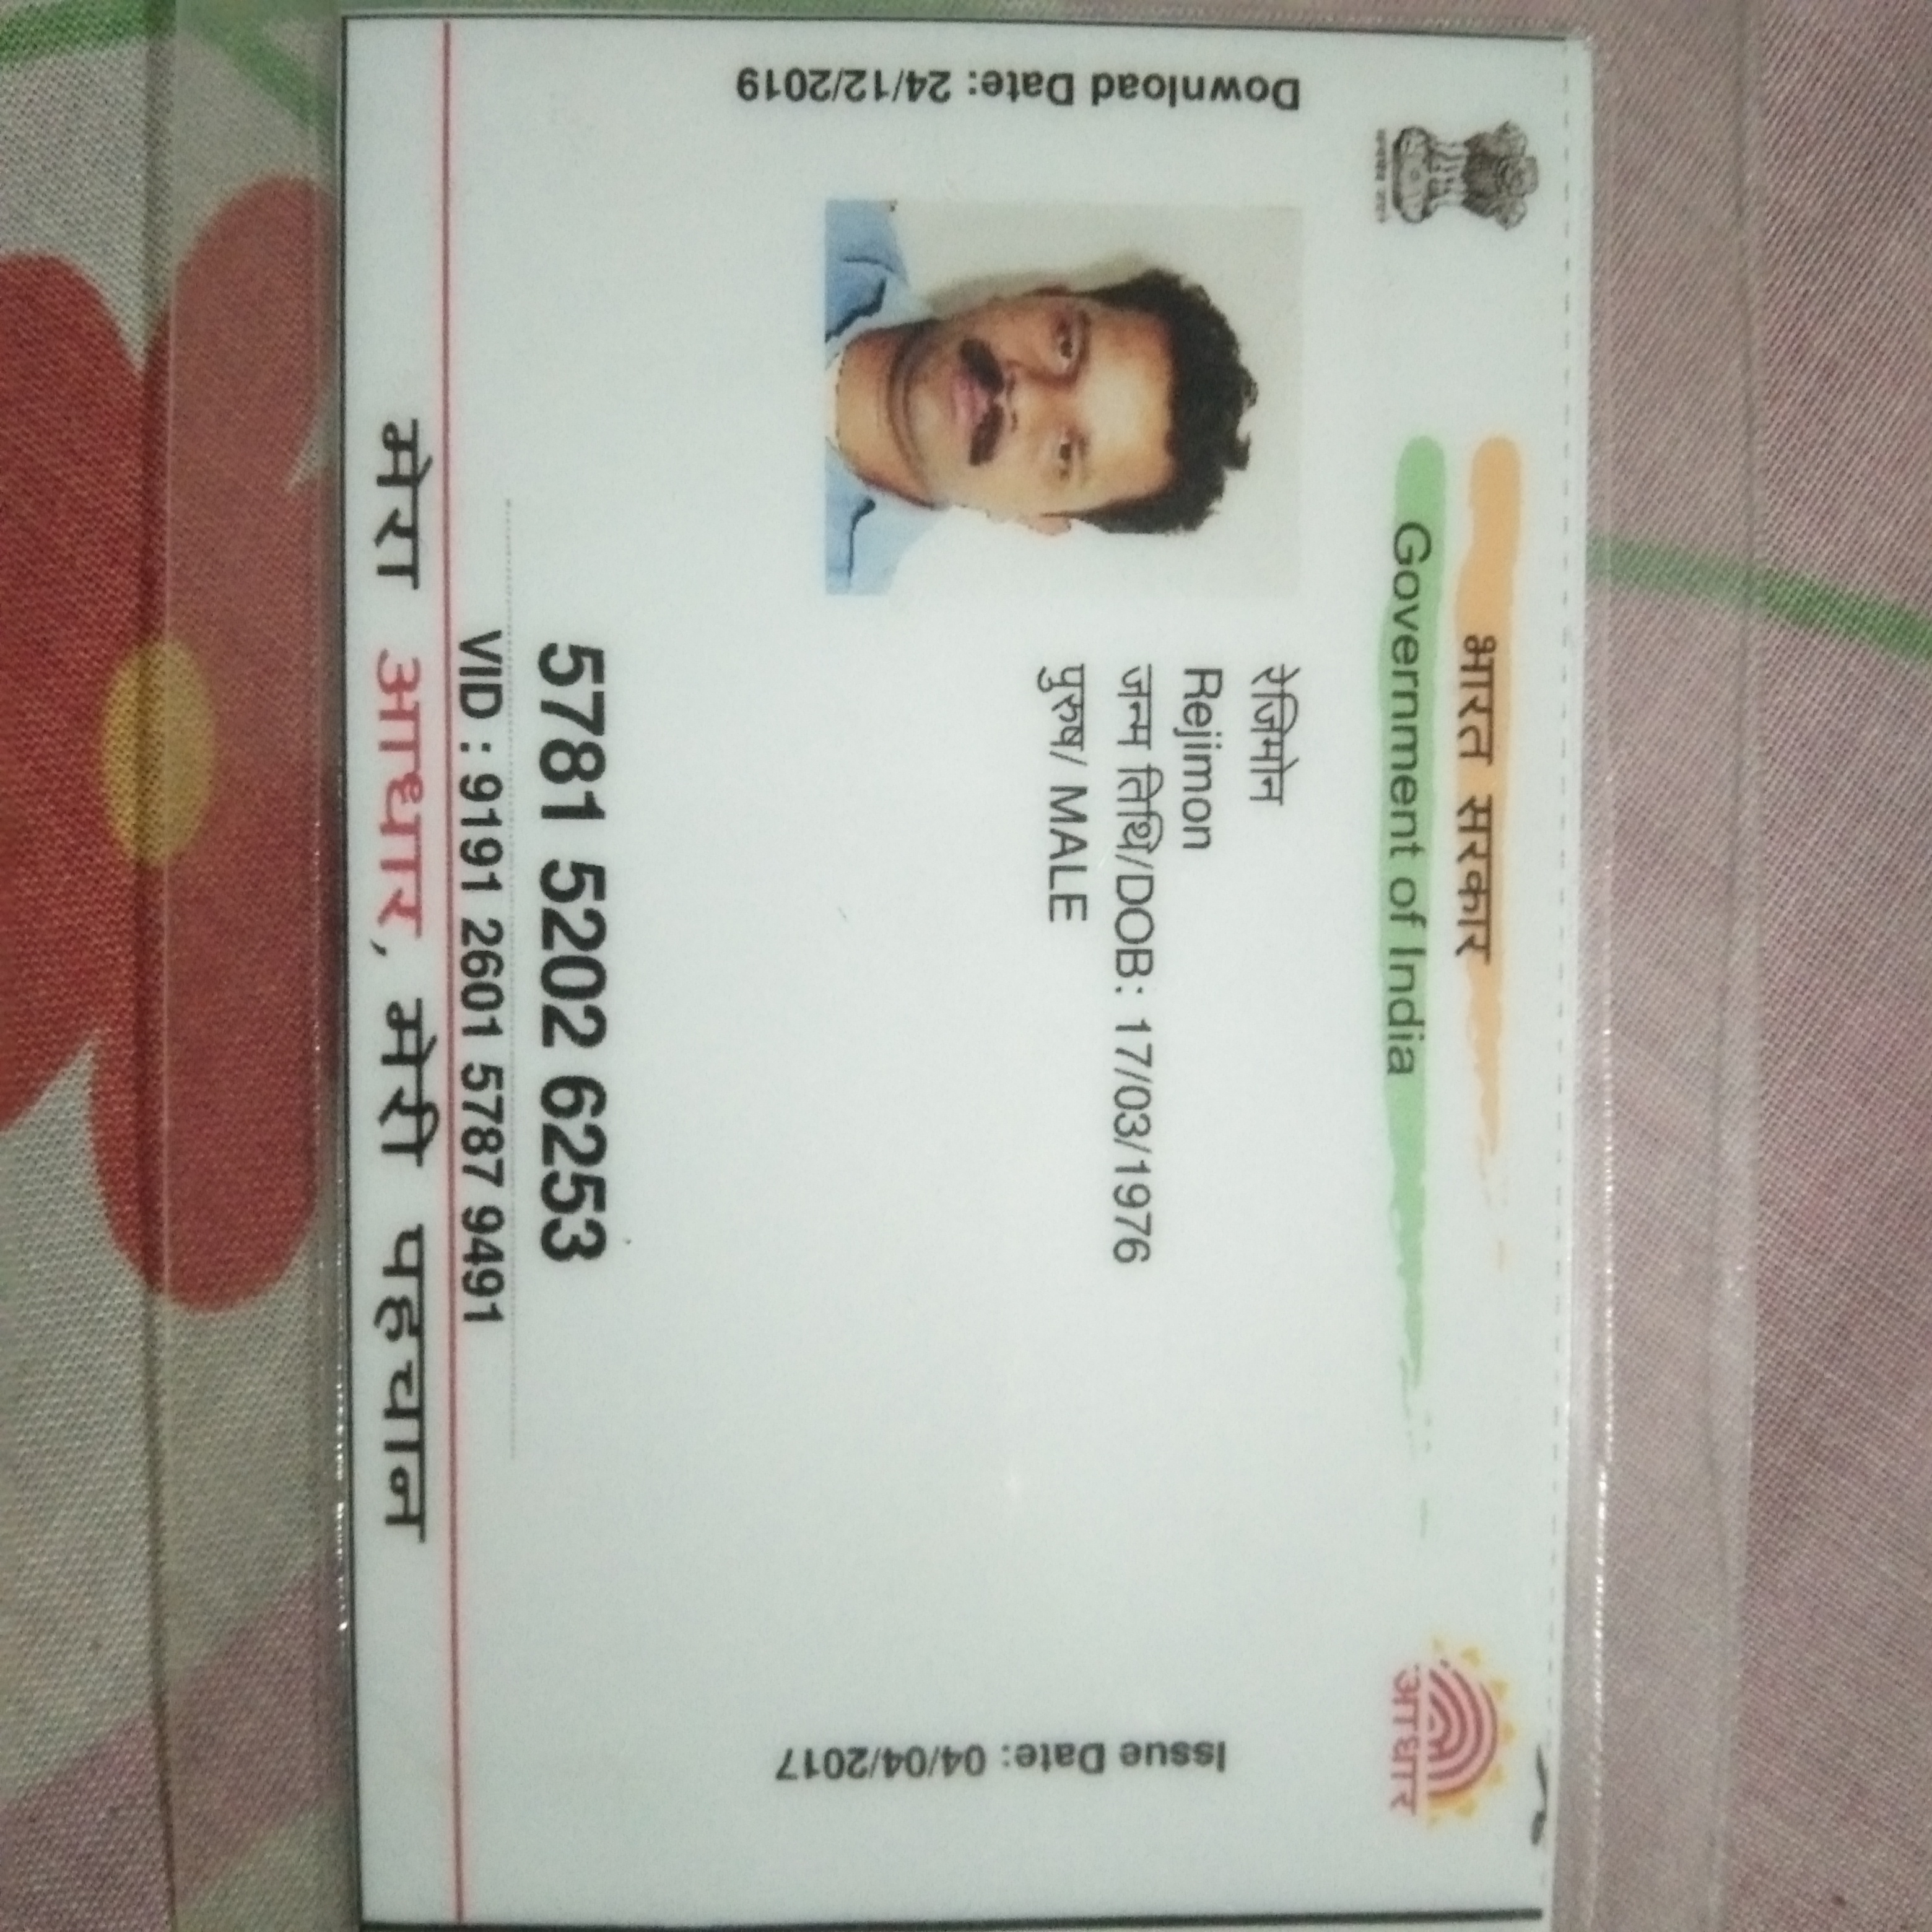 भारत सरकार
Government of India
Download Date: 24/12/2019
रेजिमोन
Rejimon
जन्म तिथि/DOB: 17/03/1976
पुरुष/ MALE
Issue Date: 04/04/2017
आधार
5781 5202 6253
VID : 9191 2601 5787 9491
मेरा आधार, मेरी पहचान